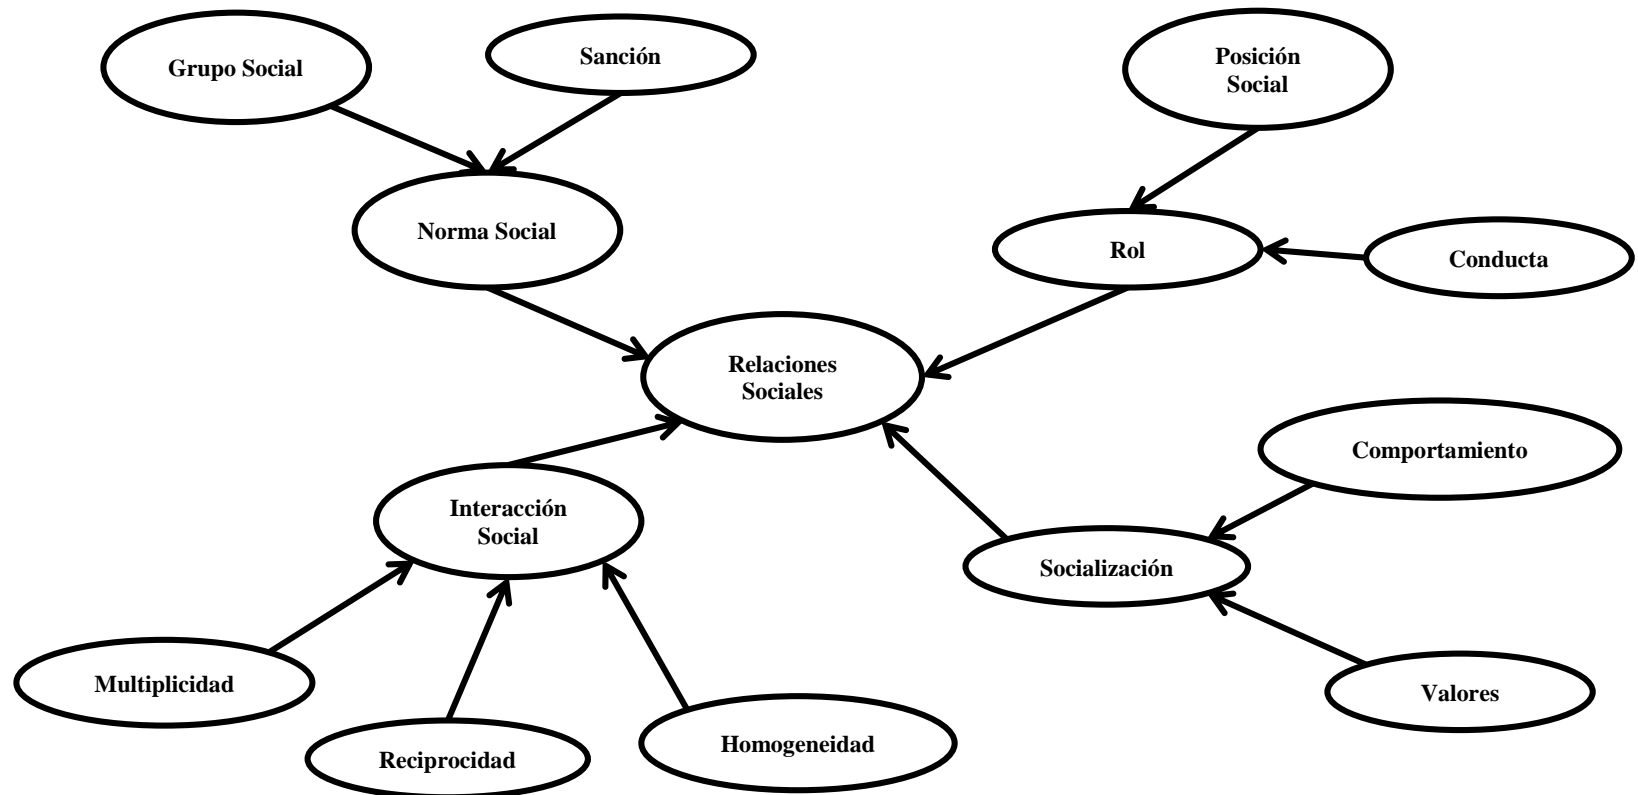 Grupo Social
Sanción
Posición
Social
Norma Social
Rol
Conducta
Relaciones
Sociales
Comportamiento
Interacción
Social
Socialización
Multiplicidad
Valores
Reciprocidad
Homogeneidad